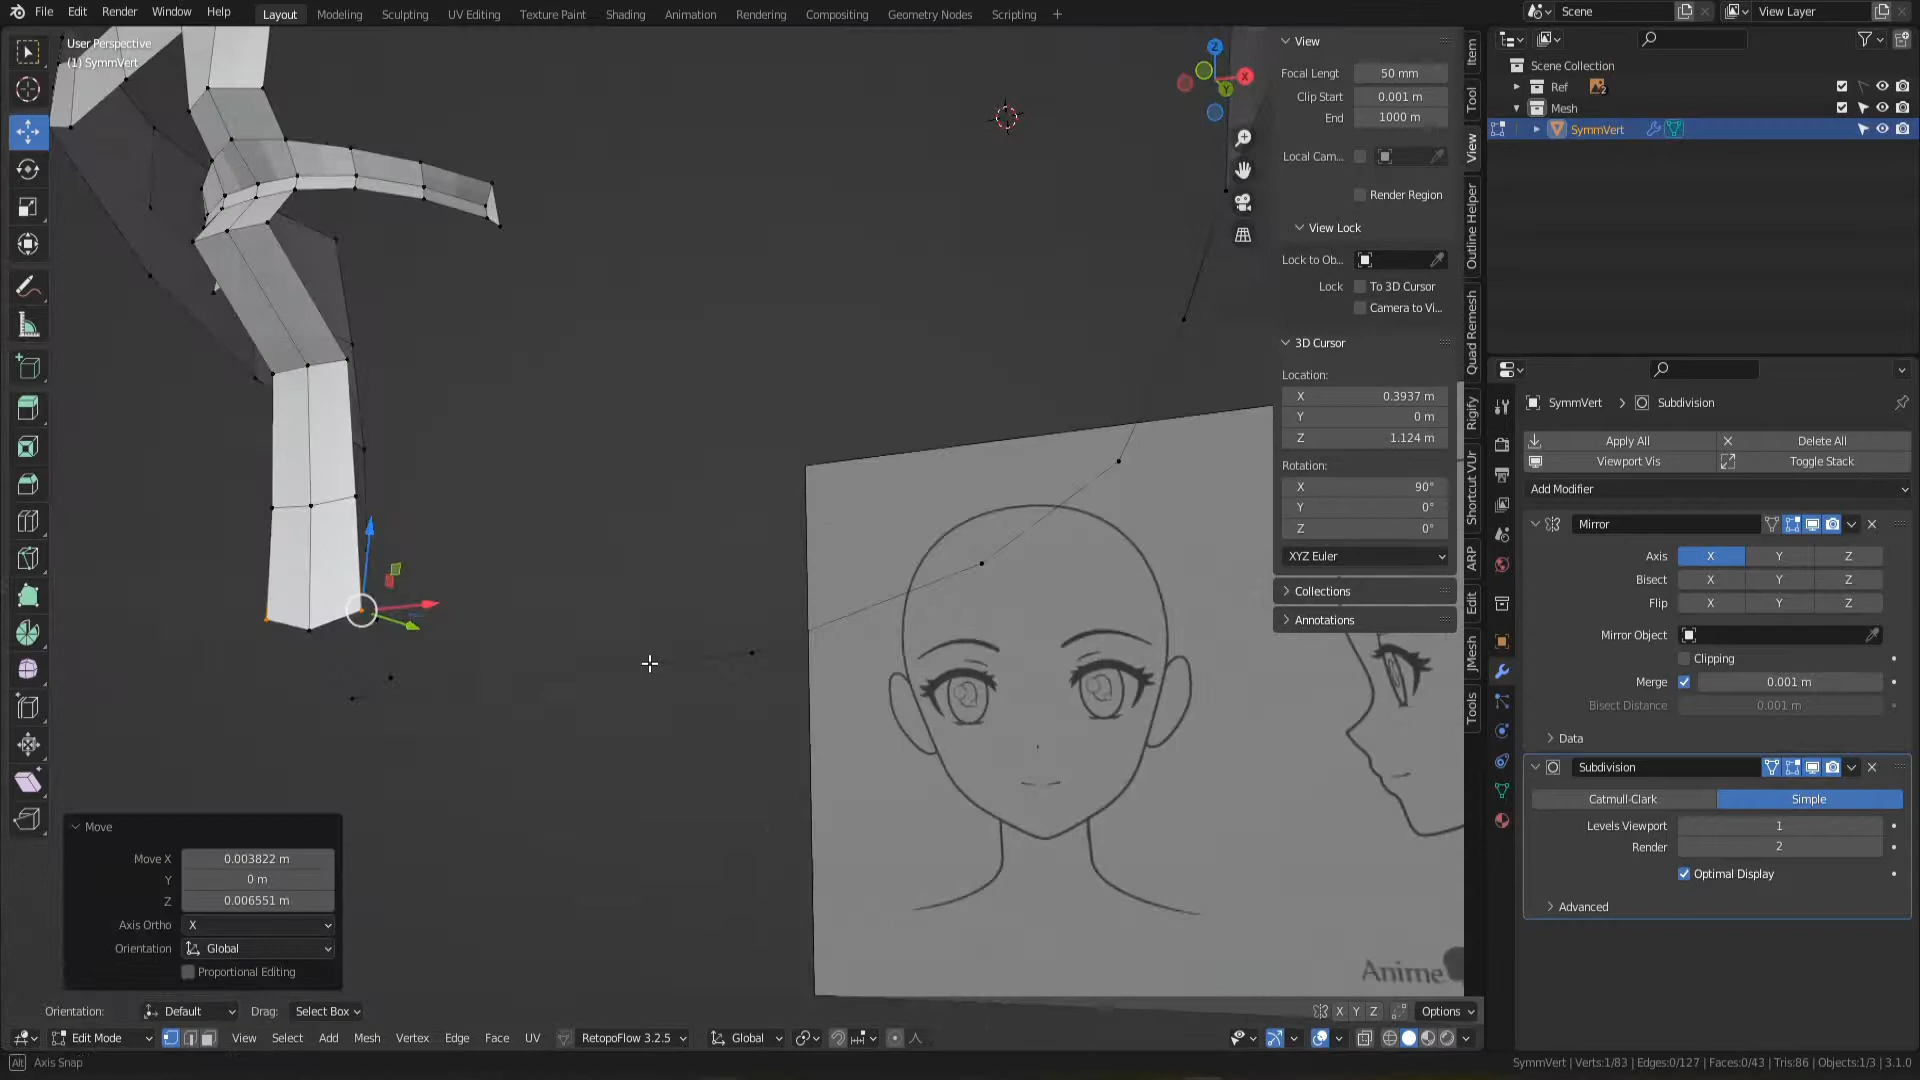 File Edit Render Window Help
Layout Modeling Sculpting UV Editing Texture Paint Shading Animation Rendering Compositing Geometry Nodes Scripting +
Scene
View Layer
User Perspective
(1) SymmVert
Z
X
Y
View
Focal Lengt 50 mm
Clip Start 0.001 m
End 1000 m
Local Cam...
Render Region
View Lock
Lock to Ob...
Lock To 3D Cursor
Camera to Vi...
3D Cursor
Location:
X 0.3937 m
Y 0 m
Z 1.124 m
Rotation:
X 90°
Y 0°
Z 0°
XYZ Euler
Collections
Annotations
Item
Tool
View
Outline Helper
Quad Remesh
Rigify
Shortcut VUr
ARP
Edit
JMesh
Tools
Scene Collection
Ref 2
Mesh
SymmVert
SymmVert > Subdivision
Apply All Delete All
Viewport Vis Toggle Stack
Add Modifier
Mirror
Axis X Y Z
Bisect X Y Z
Flip X Y Z
Mirror Object
Clipping
Merge 0.001 m
Bisect Distance 0.001 m
Data
Subdivision
Catmull-Clark Simple
Levels Viewport 1
Render 2
Optimal Display
Advanced
Anime
Move
Move X 0.003822 m
Y 0 m
Z 0.006551 m
Axis Ortho X
Orientation Global
Proportional Editing
Orientation: Default Drag: Select Box
X Y Z Options
Edit Mode View Select Add Mesh Vertex Edge Face UV RetopoFlow 3.2.5 Global
Alt Axis Snap
SymmVert | Verts:1/83 | Edges:0/127 | Faces:0/43 | Tris:86 | Objects:1/3 | 3.1.0